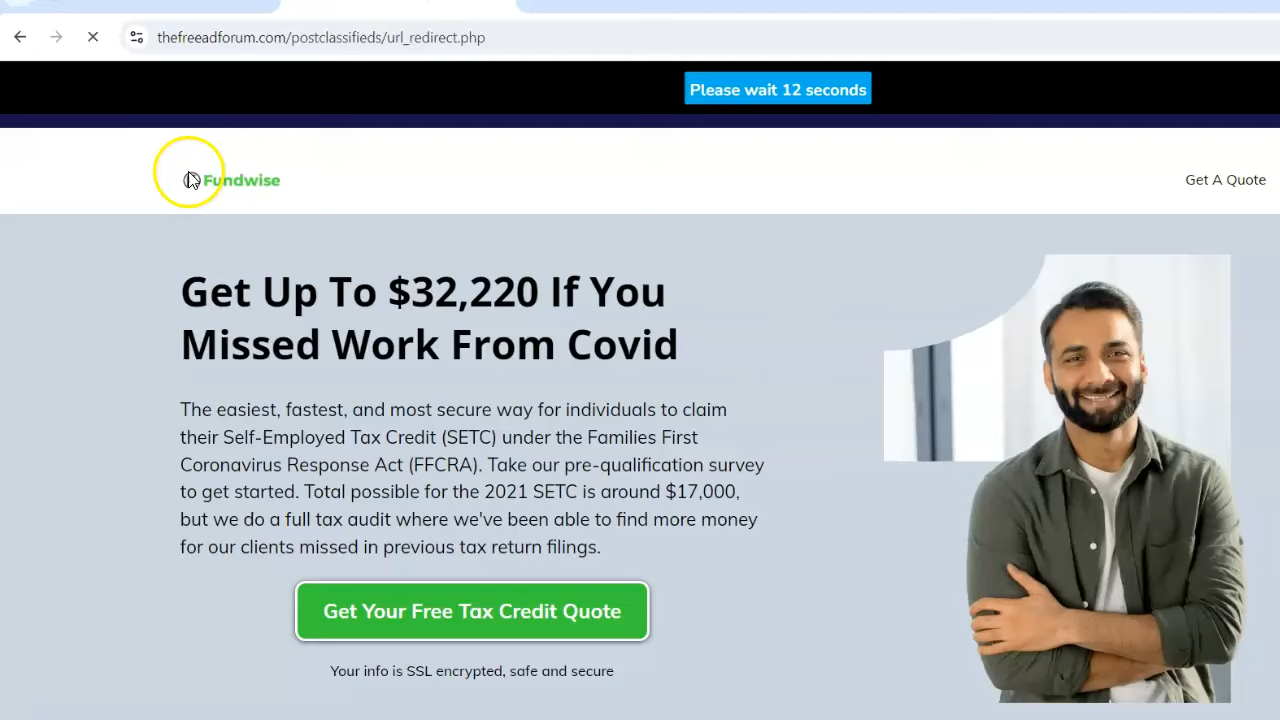 thefreeadforum.com/postclassifieds/url_redirect.php
Please wait 12 seconds
Fundwise
Get A Quote
Get Up To $32,220 If You
Missed Work From Covid
The easiest, fastest, and most secure way for individuals to claim
their Self-Employed Tax Credit (SETC) under the Families First
Coronavirus Response Act (FFCRA). Take our pre-qualification survey
to get started. Total possible for the 2021 SETC is around $17,000,
but we do a full tax audit where we've been able to find more money
for our clients missed in previous tax return filings.
Get Your Free Tax Credit Quote
Your info is SSL encrypted, safe and secure